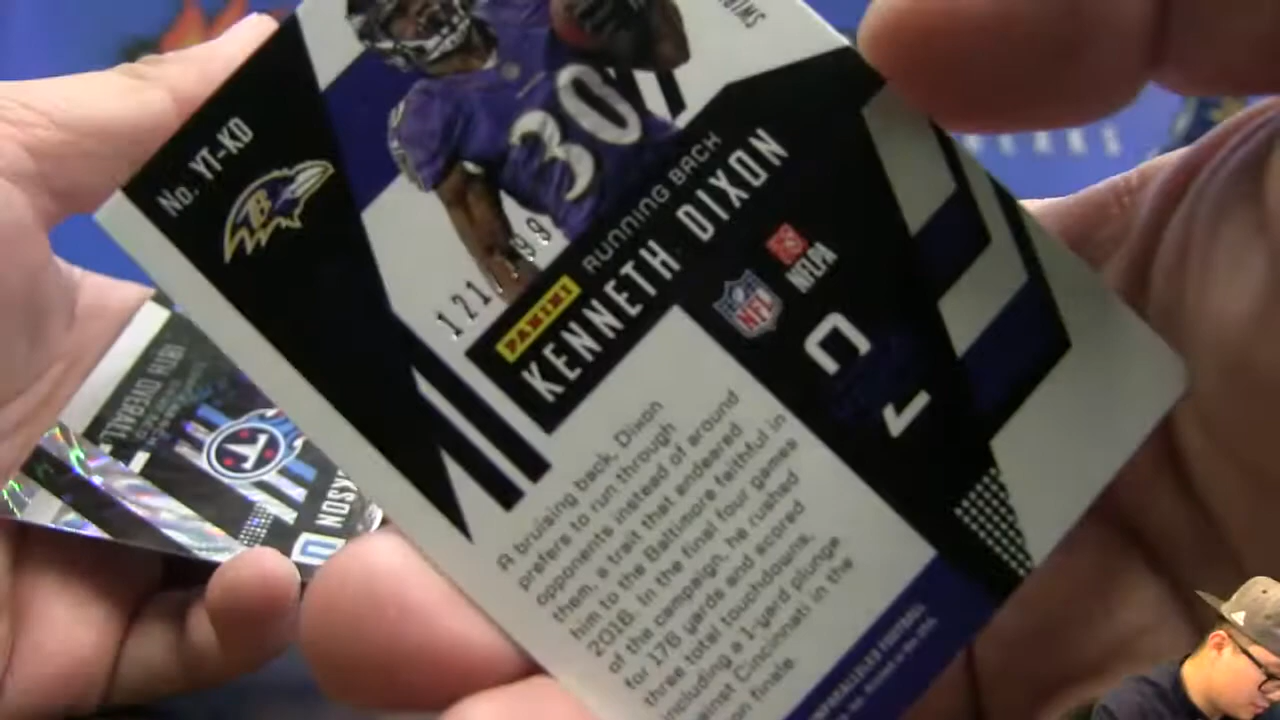 No. YT-KD
30
121/199
PANINI
RUNNING BACK
KENNETH DIXON
NFL
NFLPA
A bruising back, Dixon
prefers to run through
opponents instead of around
them, a trait that endeared
him to the Baltimore faithful in
2016. In the final four games
of the campaign, he rushed
for 176 yards and scored
three total touchdowns,
including a 1-yard plunge
against Cincinnati in the
finale.
FOOTBALL
OVERALL
T